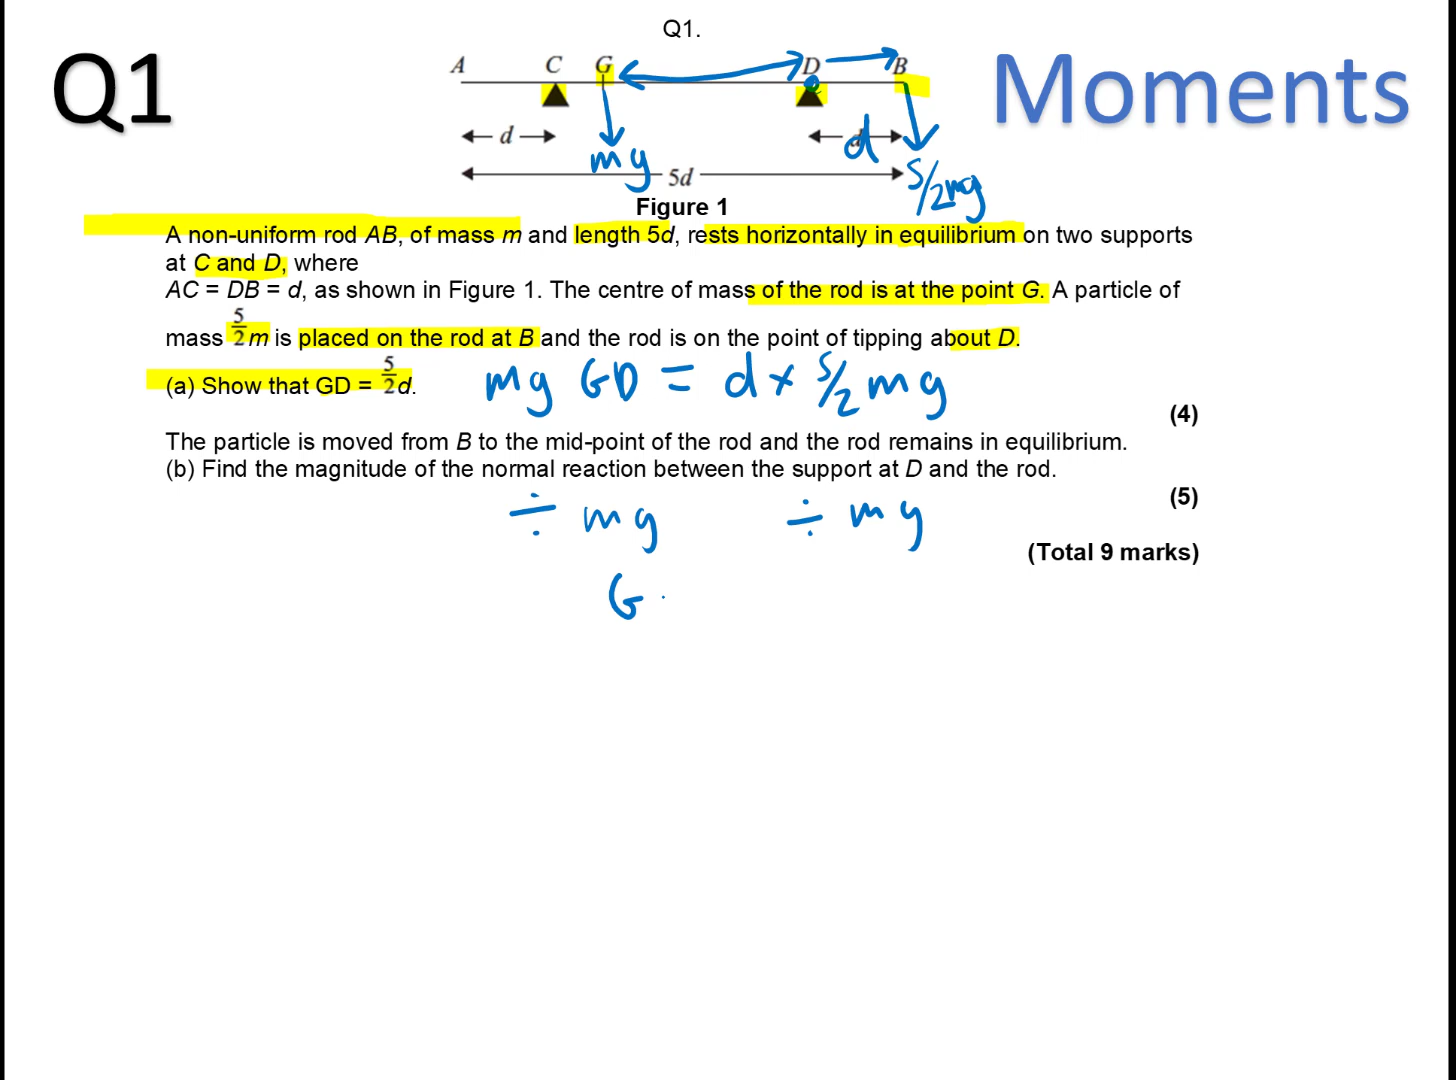 Q1.
Q1
Moments
A C G D B
d d
mg
5d
5/2mg
Figure 1
A non-uniform rod AB, of mass m and length 5d, rests horizontally in equilibrium on two supports
at C and D, where
AC = DB = d, as shown in Figure 1. The centre of mass of the rod is at the point G. A particle of
mass 5/2 m is placed on the rod at B and the rod is on the point of tipping about D.
(a) Show that GD = 5/2 d.
mg GD = d × 5/2 mg
(4)
The particle is moved from B to the mid-point of the rod and the rod remains in equilibrium.
(b) Find the magnitude of the normal reaction between the support at D and the rod.
(5)
÷ mg ÷ mg
(Total 9 marks)
G